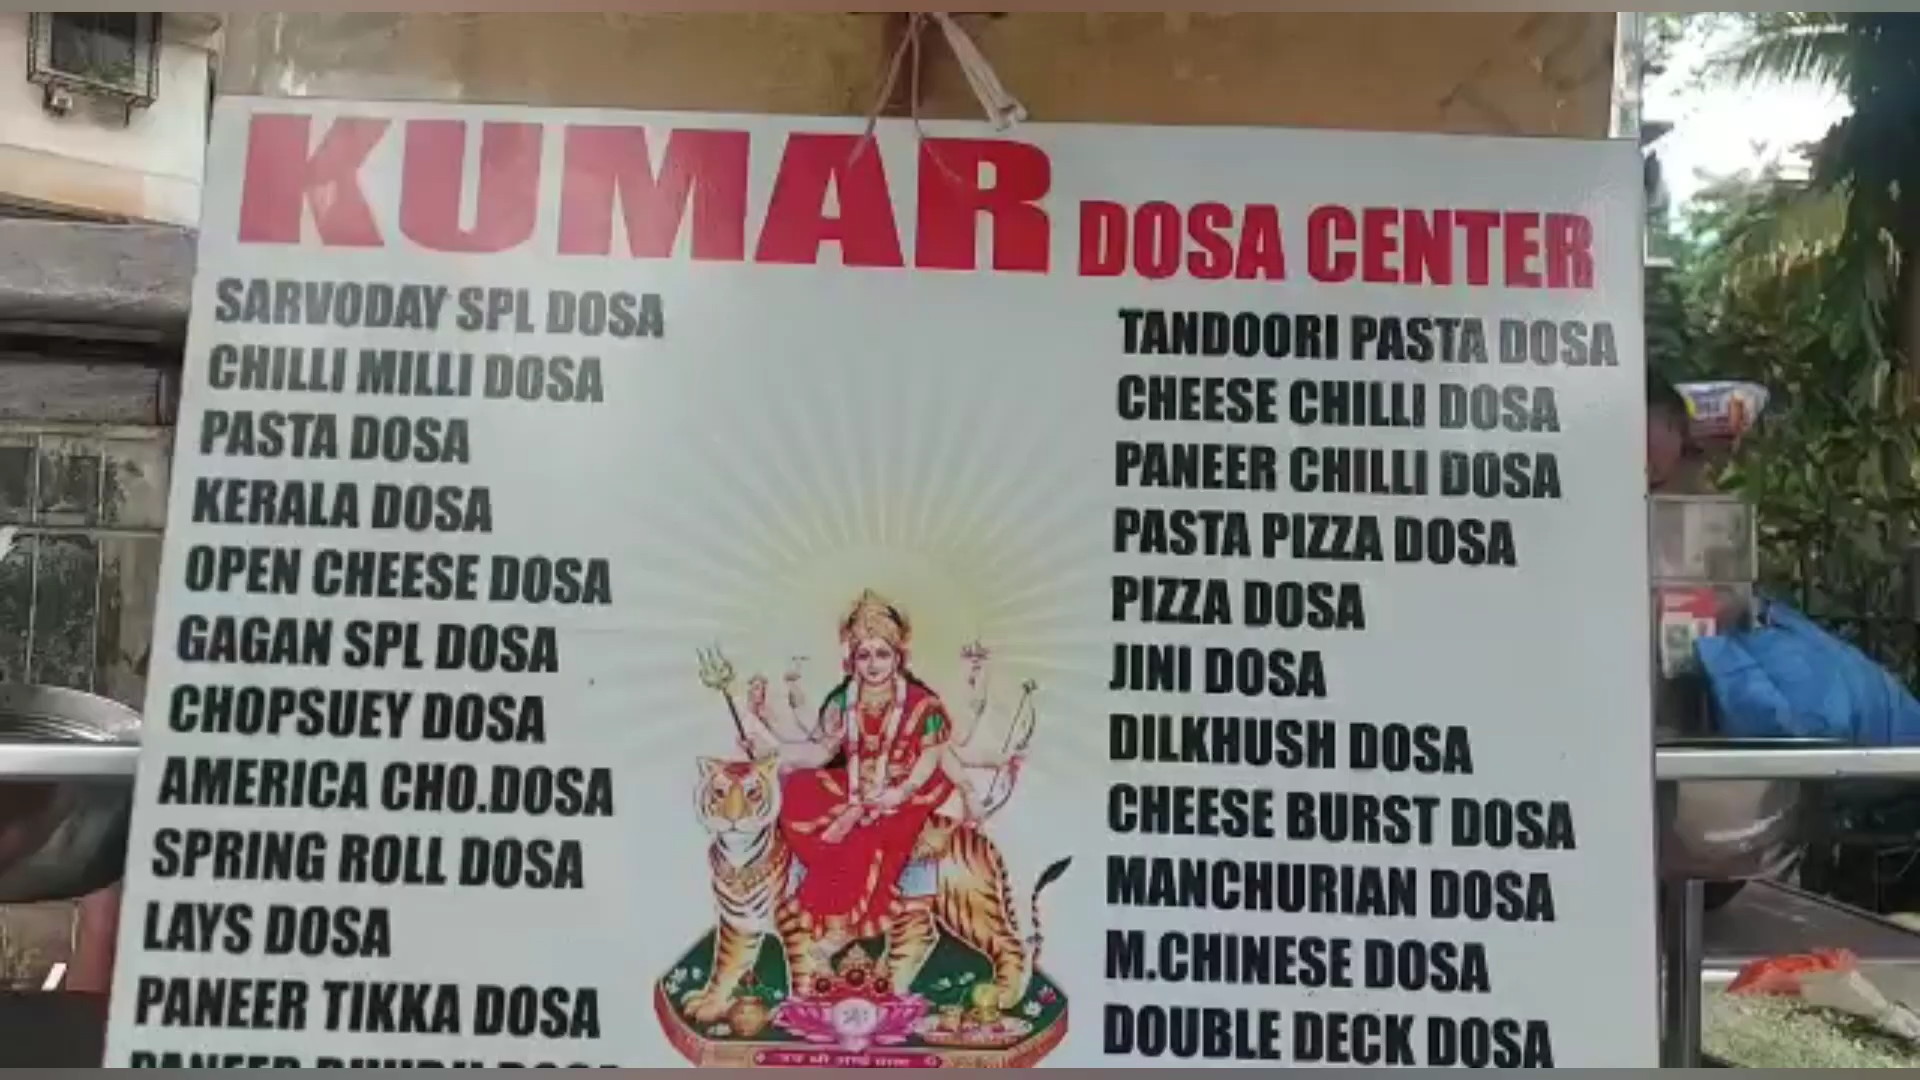 KUMAR DOSA CENTER
SARVODAY SPL DOSA
CHILLI MILLI DOSA
PASTA DOSA
KERALA DOSA
OPEN CHEESE DOSA
GAGAN SPL DOSA
CHOPSUEY DOSA
AMERICA CHO.DOSA
SPRING ROLL DOSA
LAYS DOSA
PANEER TIKKA DOSA
PANEER
TANDOORI PASTA DOSA
CHEESE CHILLI DOSA
PANEER CHILLI DOSA
PASTA PIZZA DOSA
PIZZA DOSA
JINI DOSA
DILKHUSH DOSA
CHEESE BURST DOSA
MANCHURIAN DOSA
M.CHINESE DOSA
DOUBLE DECK DOSA